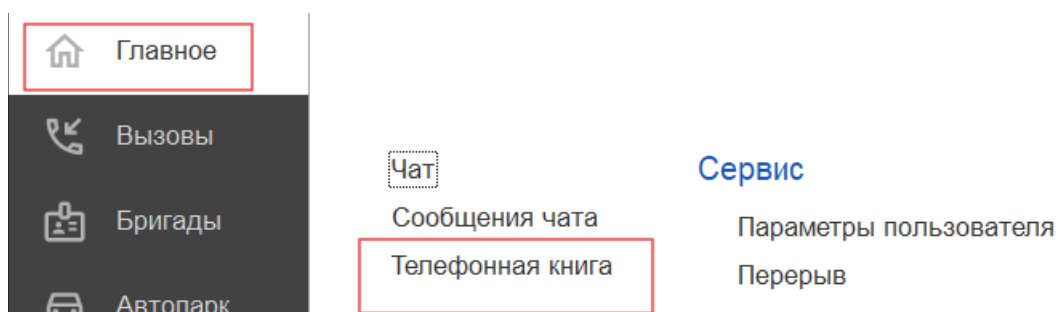 Главное
Вызовы
Бригады
Автопарк
Чат
Сообщения чата
Телефонная книга
Сервис
Параметры пользователя
Перерыв